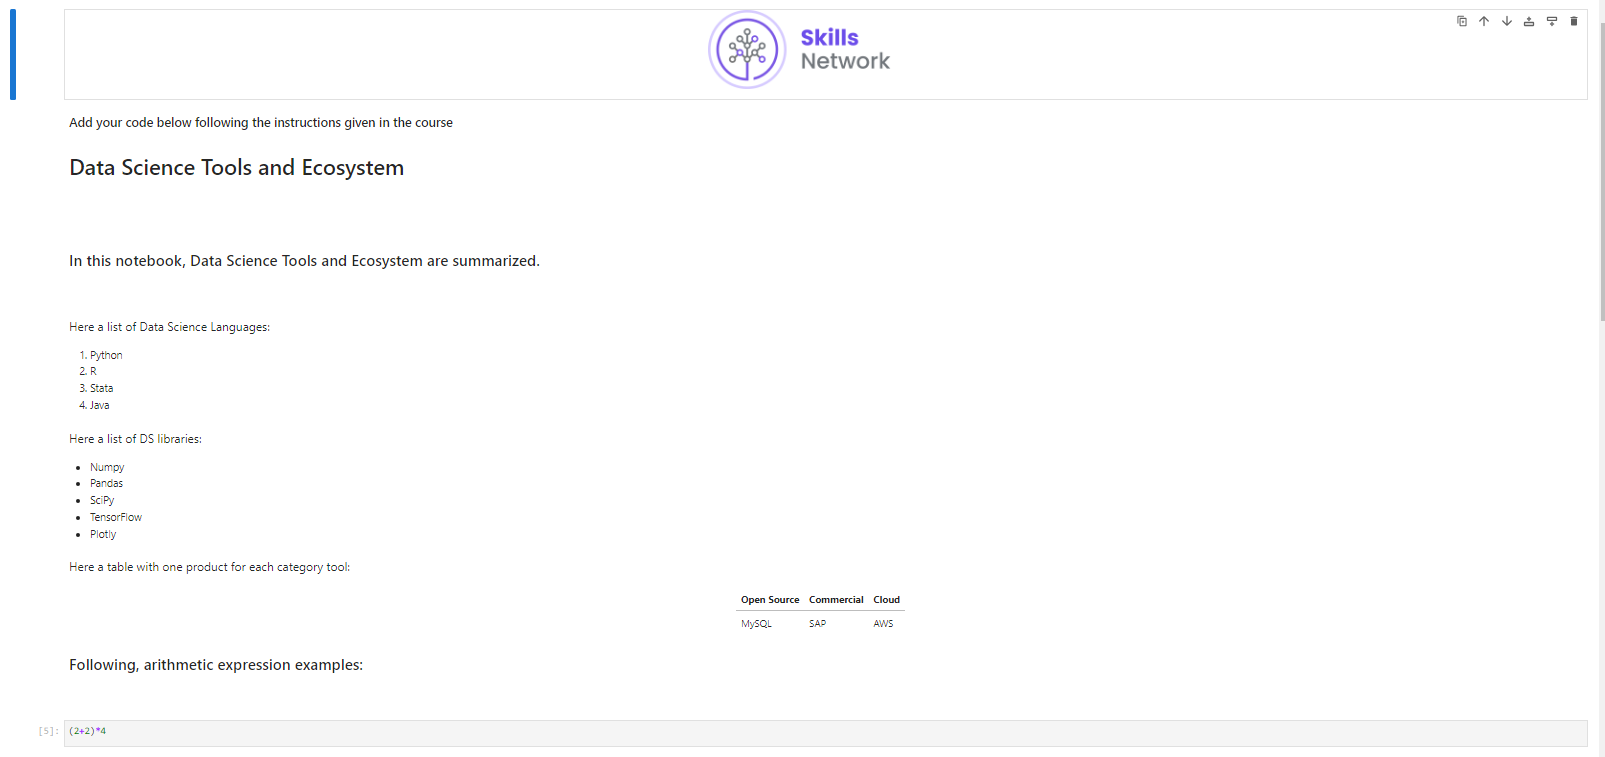 Skills
Network
Add your code below following the instructions given in the course
Data Science Tools and Ecosystem
In this notebook, Data Science Tools and Ecosystem are summarized.
Here a list of Data Science Languages:
1. Python
2. R
3. Stata
4. Java
Here a list of DS libraries:
• Numpy
• Pandas
• SciPy
• TensorFlow
• Plotly
Here a table with one product for each category tool:
Open Source Commercial Cloud
MySQL SAP AWS
Following, arithmetic expression examples:
[5]: (2+2)*4